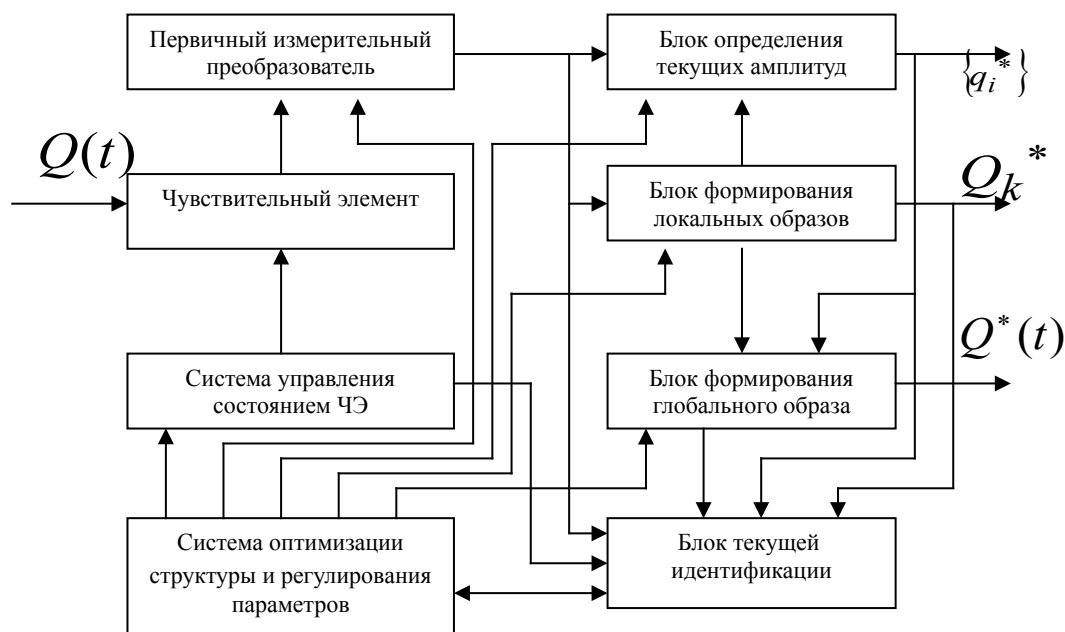 Первичный измерительный
преобразователь
Блок определения
текущих амплитуд
{q_i^*}
Q(t)
Чувствительный элемент
Блок формирования
локальных образов
Q_k^*
Система управления
состоянием ЧЭ
Блок формирования
глобального образа
Q^*(t)
Система оптимизации
структуры и регулирования
параметров
Блок текущей
идентификации